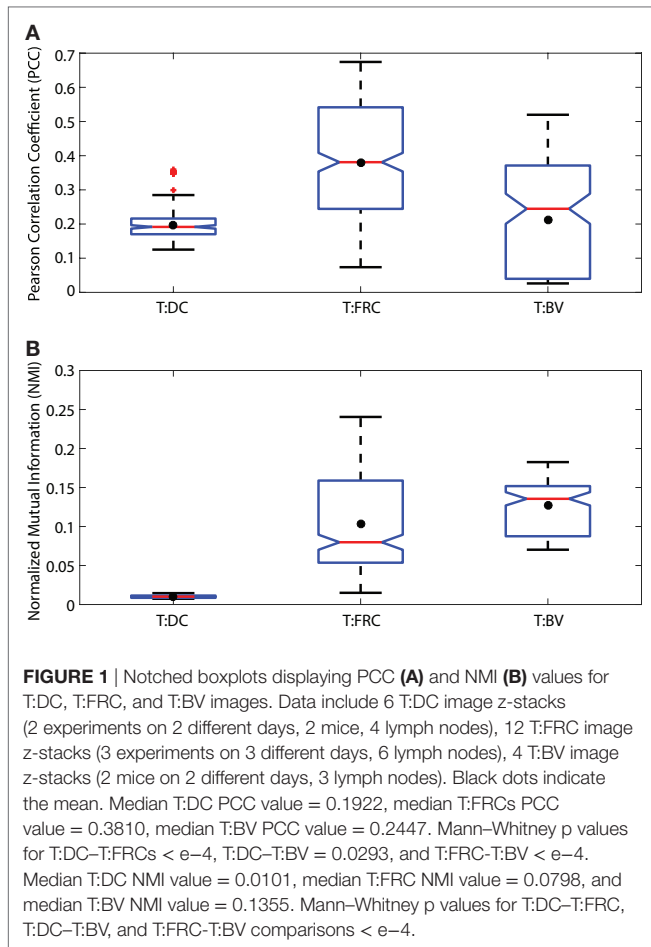 A
Pearson Correlation Coefficient (PCC)
0.7
0.6
0.5
0.4
0.3
0.2
0.1
0
T:DC
T:FRC
T:BV
B
Normalized Mutual Information (NMI)
0.3
0.25
0.2
0.15
0.1
0.05
0
T:DC
T:FRC
T:BV
FIGURE 1 | Notched boxplots displaying PCC (A) and NMI (B) values for
T:DC, T:FRC, and T:BV images. Data include 6 T:DC image z-stacks
(2 experiments on 2 different days, 2 mice, 4 lymph nodes), 12 T:FRC image
z-stacks (3 experiments on 3 different days, 6 lymph nodes), 4 T:BV image
z-stacks (2 mice on 2 different days, 3 lymph nodes). Black dots indicate
the mean. Median T:DC PCC value = 0.1922, median T:FRCs PCC
value = 0.3810, median T:BV PCC value = 0.2447. Mann–Whitney p values
for T:DC–T:FRCs < e−4, T:DC–T:BV = 0.0293, and T:FRC-T:BV < e−4.
Median T:DC NMI value = 0.0101, median T:FRC NMI value = 0.0798, and
median T:BV NMI value = 0.1355. Mann–Whitney p values for T:DC–T:FRC,
T:DC–T:BV, and T:FRC-T:BV comparisons < e−4.